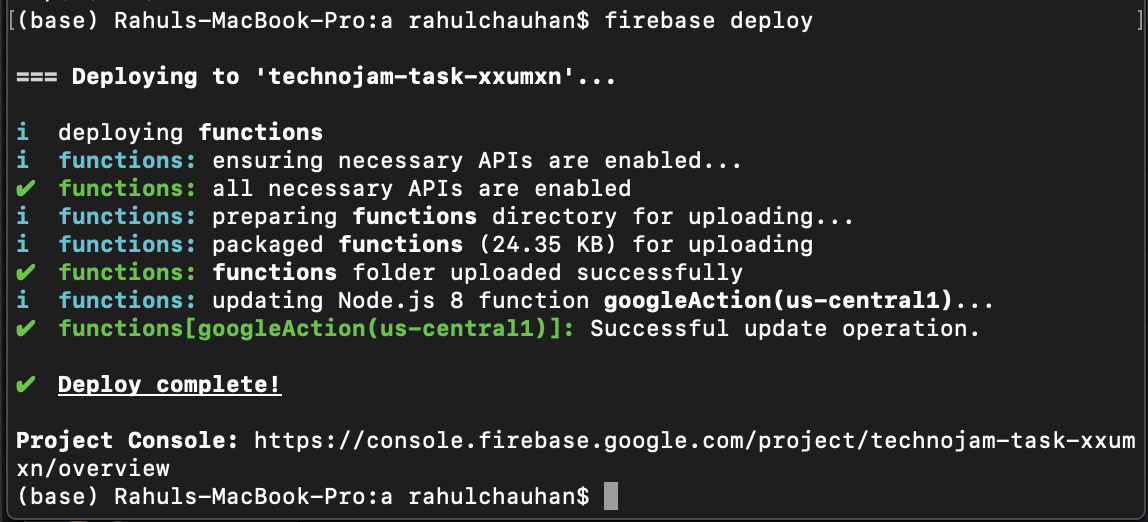 [(base) Rahuls-MacBook-Pro:a rahulchauhan$ firebase deploy ]
=== Deploying to 'technojam-task-xxumxn'...
i deploying functions
i functions: ensuring necessary APIs are enabled...
✔ functions: all necessary APIs are enabled
i functions: preparing functions directory for uploading...
i functions: packaged functions (24.35 KB) for uploading
✔ functions: functions folder uploaded successfully
i functions: updating Node.js 8 function googleAction(us-central1)...
✔ functions[googleAction(us-central1)]: Successful update operation.
✔ Deploy complete!
Project Console: https://console.firebase.google.com/project/technojam-task-xxum
xn/overview
(base) Rahuls-MacBook-Pro:a rahulchauhan$